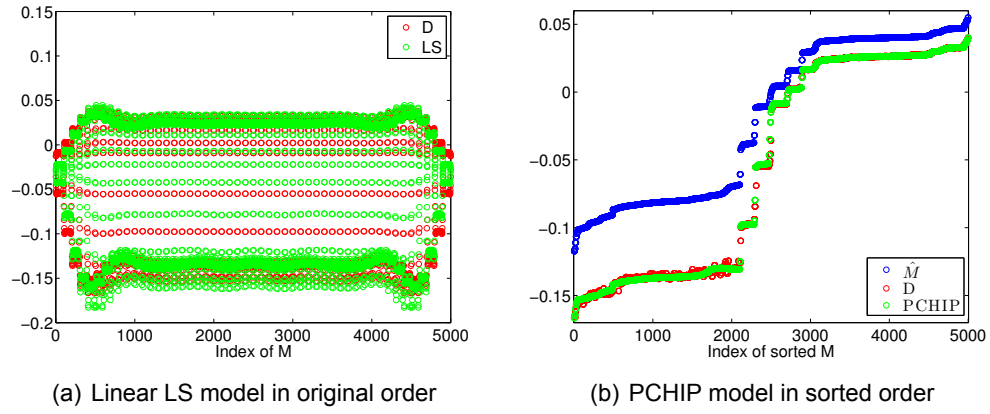 0.15
0.1
0.05
0
−0.05
−0.1
−0.15
−0.2
0 1000 2000 3000 4000 5000
Index of M
D
LS
(a) Linear LS model in original order
0.05
0
−0.05
−0.1
−0.15
0 1000 2000 3000 4000 5000
Index of sorted M
M̂
D
PCHIP
(b) PCHIP model in sorted order